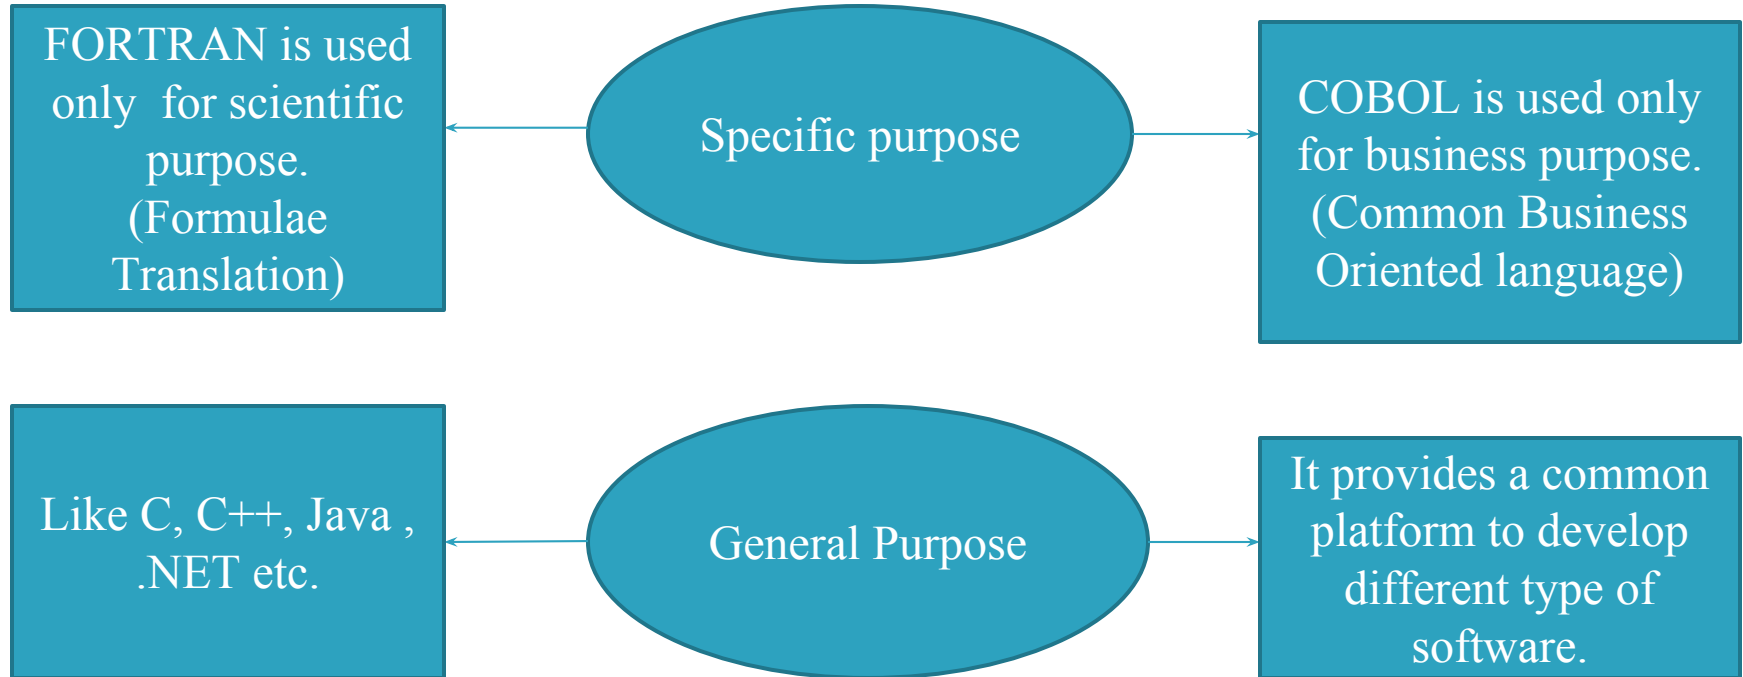 FORTRAN is used
only  for scientific
purpose.
(Formulae
Translation)
Specific purpose
COBOL is used only
for business purpose.
(Common Business
Oriented language)
Like C, C++, Java ,
.NET etc.
General Purpose
It provides a common
platform to develop
different type of
software.